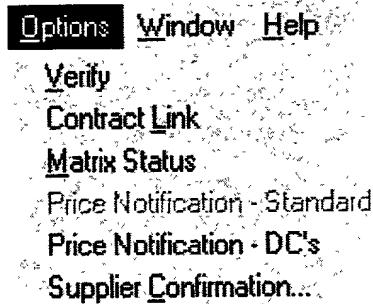 Options Window Help
Verify
Contract Link
Matrix Status
Price Notification - Standard
Price Notification - DC's
Supplier Confirmation...